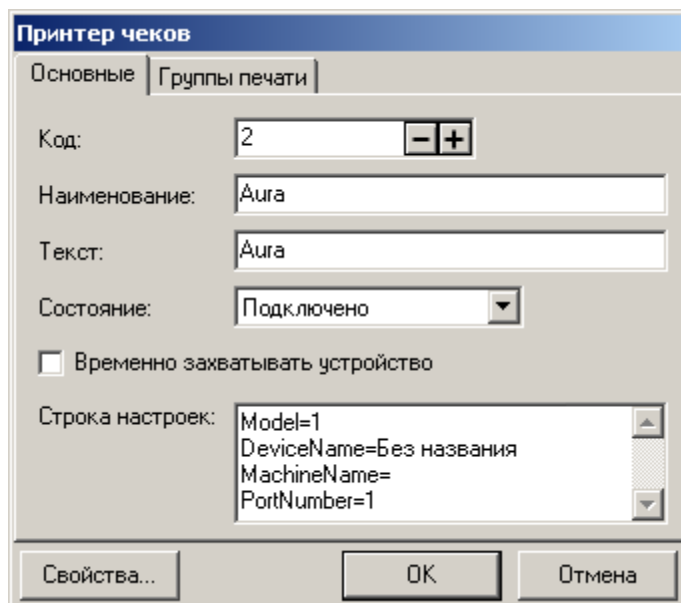 Принтер чеков
Основные Группы печати
Код: 2
Наименование: Aura
Текст: Aura
Состояние: Подключено
Временно захватывать устройство
Строка настроек: Model=1
DeviceName=Без названия
MachineName=
PortNumber=1
Свойства... OK Отмена